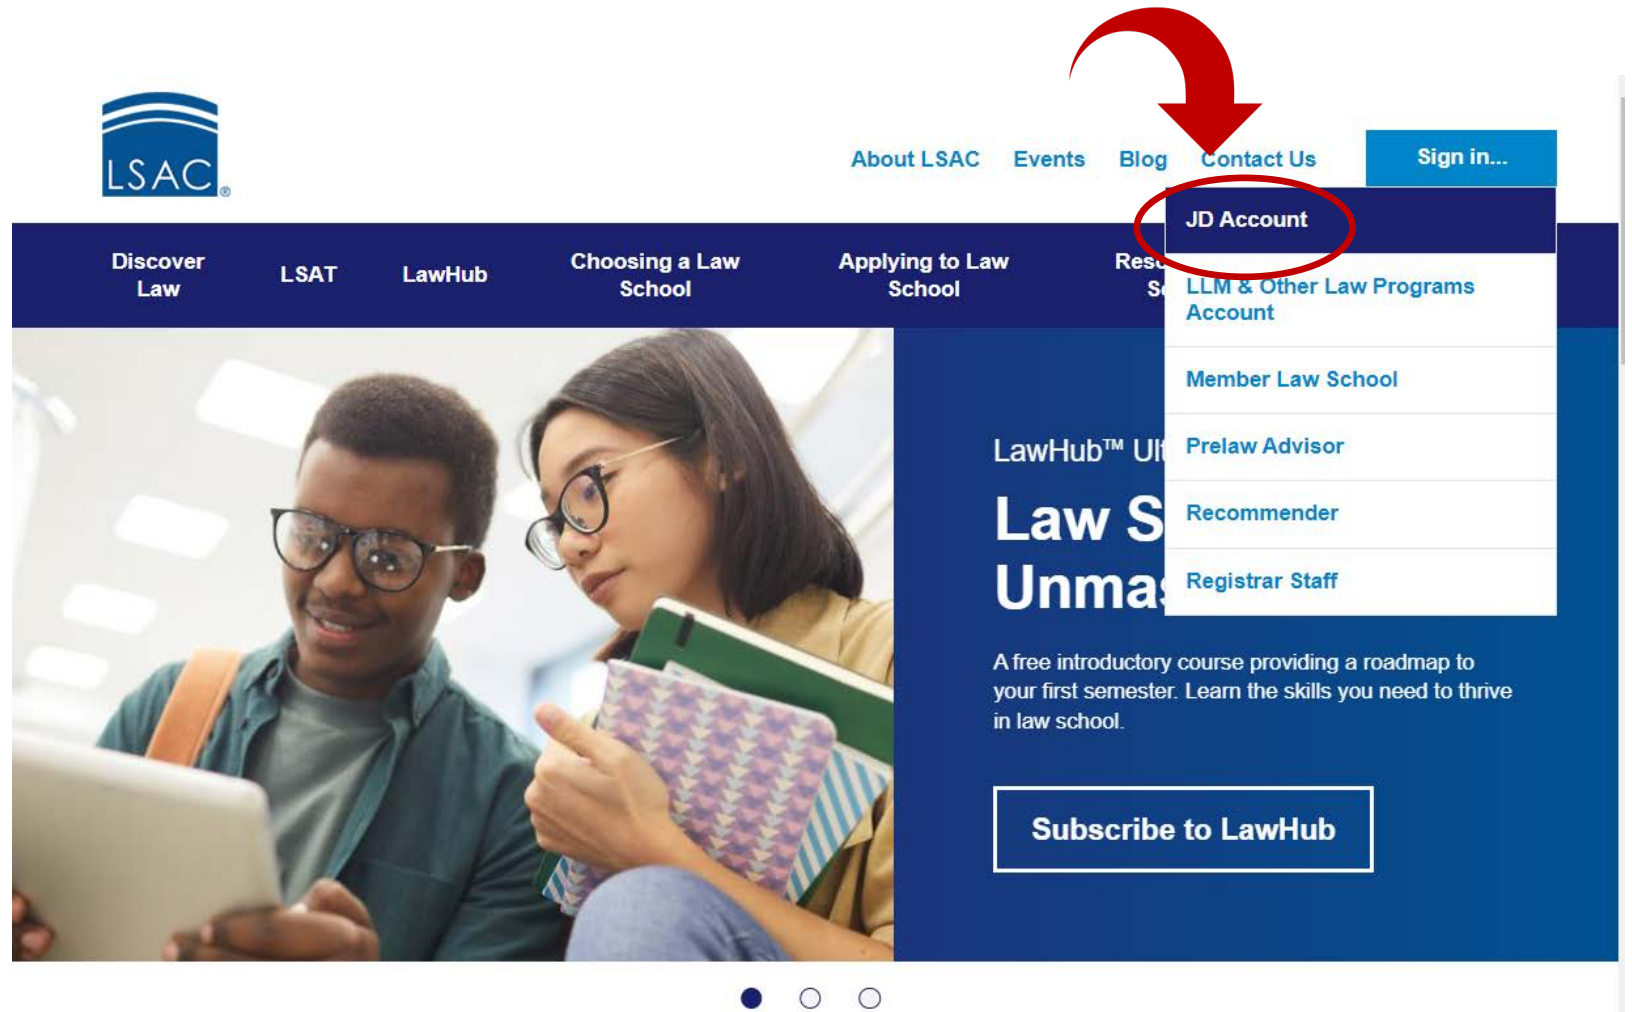 LSAC®
About LSAC Events Blog Contact Us Sign in...
JD Account
Discover
Law
LSAT
LawHub
Choosing a Law
School
Applying to Law
School
LLM & Other Law Programs
Account
Member Law School
Prelaw Advisor
Recommender
Registrar Staff
LawHub™
Law
A free introductory course providing a roadmap to
your first semester. Learn the skills you need to thrive
in law school.
Subscribe to LawHub